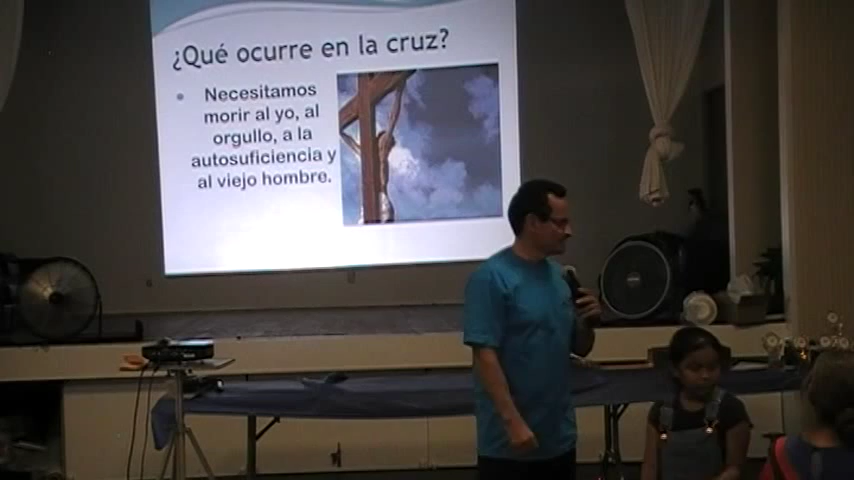 ¿Qué ocurre en la cruz?
Necesitamos
morir al yo, al
orgullo, a la
autosuficiencia y
al viejo hombre.